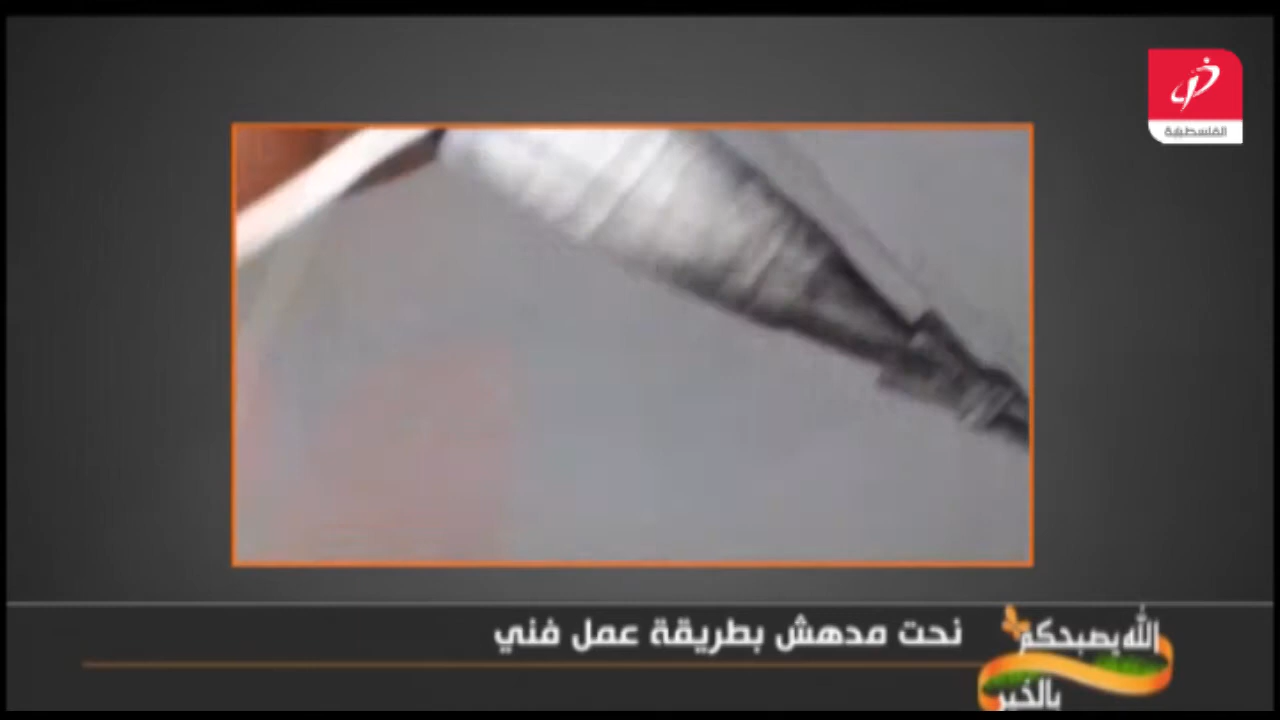 الفلسطينية
نحت مدهش بطريقة عمل فني
الله يصبحكم
بالخير